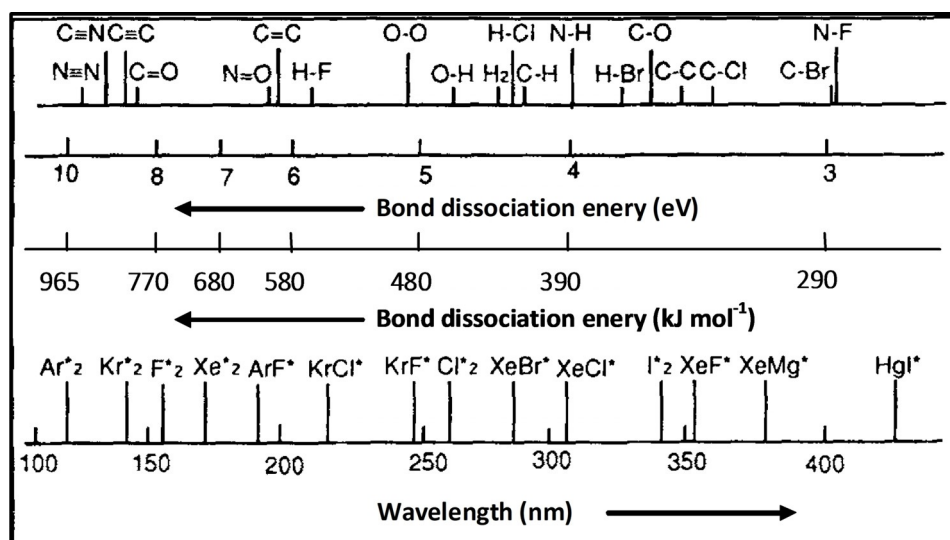 C≡N C≡C C=C O-O H-Cl N-H C-O N-F
N≡N C=O N=O H-F O-H H₂ C-H H-Br C-C C-Cl C-Br
10 8 7 6 5 4 3
Bond dissociation enery (eV)
965 770 680 580 480 390 290
Bond dissociation enery (kJ mol⁻¹)
Ar*₂ Kr*₂ F*₂ Xe*₂ ArF* KrCl* KrF* Cl*₂ XeBr* XeCl* I*₂ XeF* XeMg* HgI*
100 150 200 250 300 350 400
Wavelength (nm)